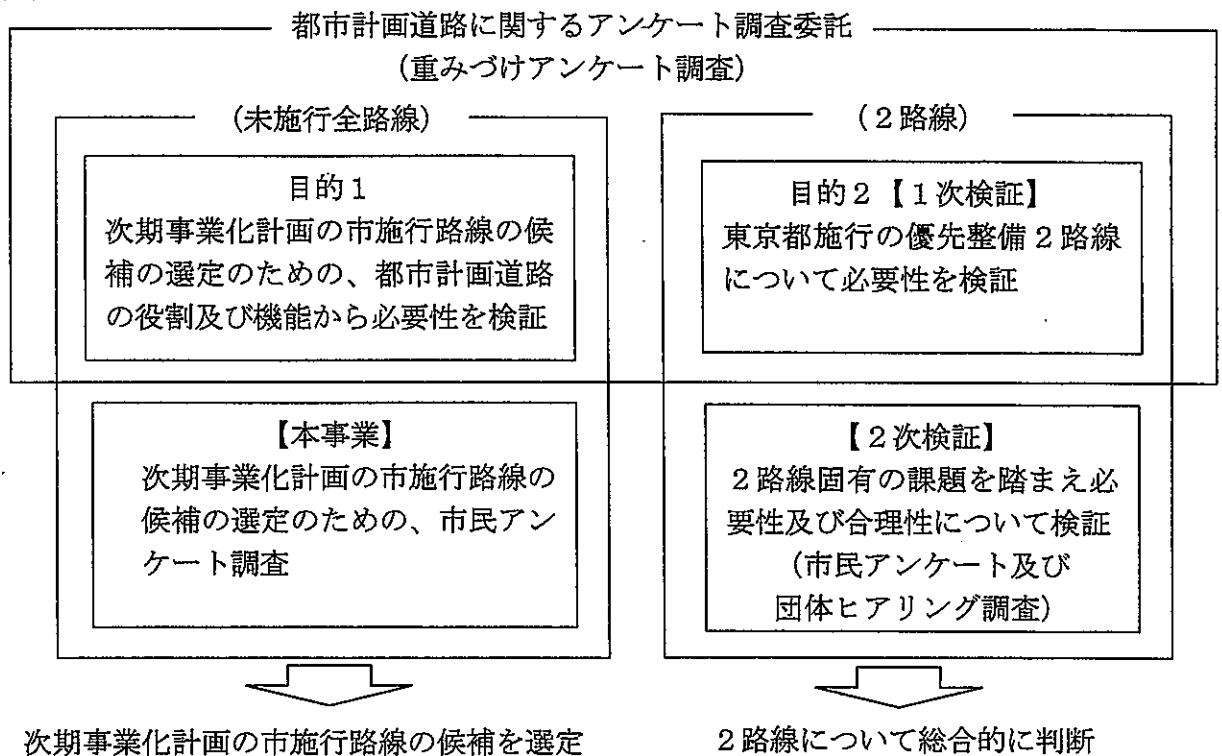 都市計画道路に関するアンケート調査委託
(重みづけアンケート調査)
(未施行全路線)
目的1
次期事業化計画の市施行路線の候
補の選定のための、都市計画道路
の役割及び機能から必要性を検証
【本事業】
次期事業化計画の市施行路線の
候補の選定のための、市民アン
ケート調査
次期事業化計画の市施行路線の候補を選定
(2路線)
目的2【1次検証】
東京都施行の優先整備2路線
について必要性を検証
【2次検証】
2路線固有の課題を踏まえ必
要性及び合理性について検証
(市民アンケート及び
団体ヒアリング調査)
2路線について総合的に判断